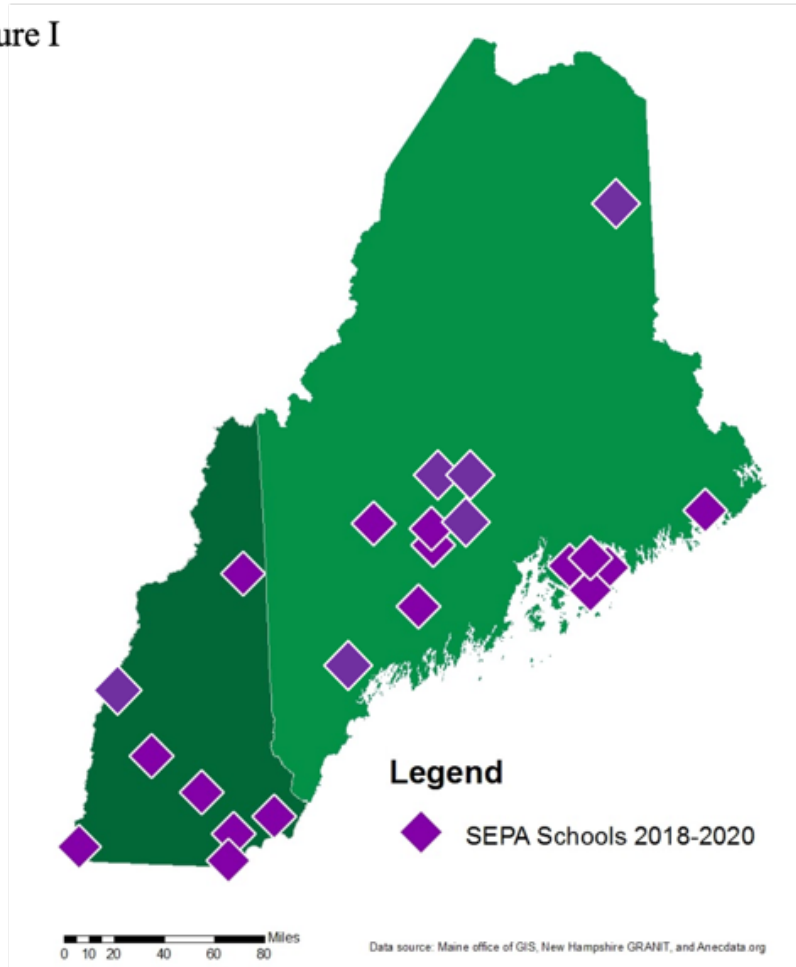 ure I
Legend
SEPA Schools 2018-2020
Miles
0 10 20 40 60 80
Data source: Maine office of GIS, New Hampshire GRANIT, and Anecdata.org